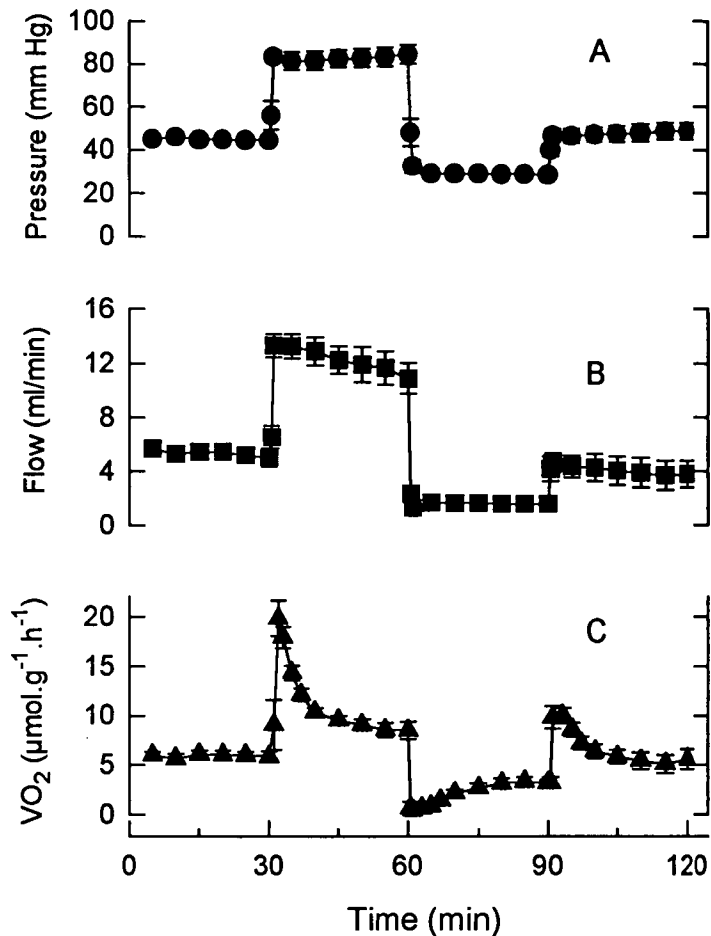 Pressure (mm Hg)
100
80
60
40
20
0
A
Flow (ml/min)
16
12
8
4
0
B
VO₂ (µmol.g⁻¹.h⁻¹)
20
15
10
5
0
C
0 30 60 90 120
Time (min)